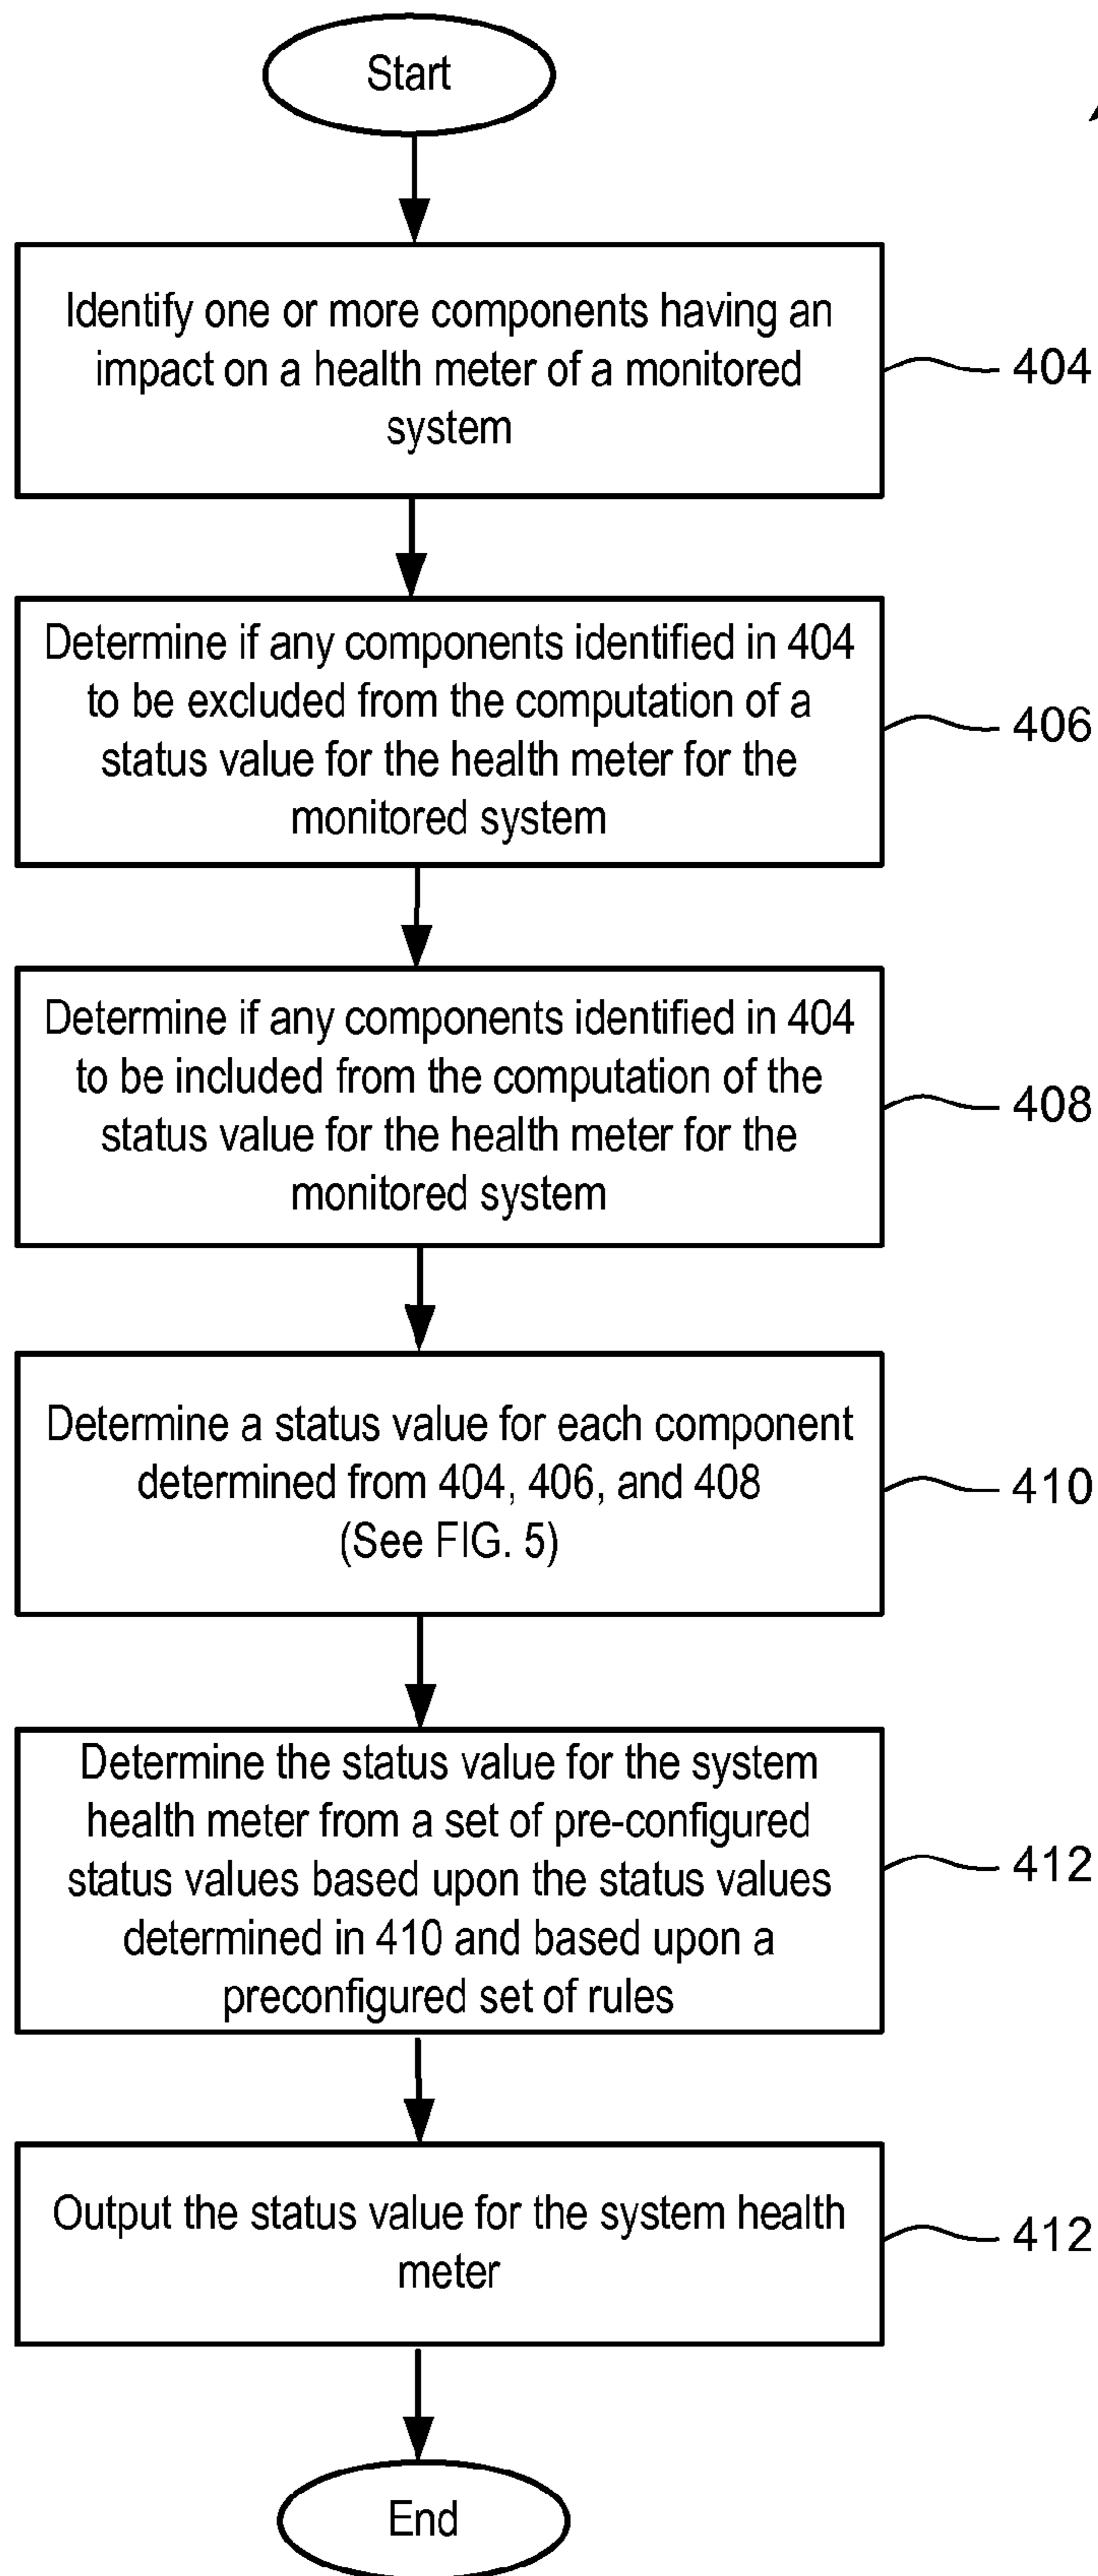 Start
Identify one or more components having an
impact on a health meter of a monitored
system
404
Determine if any components identified in 404
to be excluded from the computation of a
status value for the health meter for the
monitored system
406
Determine if any components identified in 404
to be included from the computation of the
status value for the health meter for the
monitored system
408
Determine a status value for each component
determined from 404, 406, and 408
(See FIG. 5)
410
Determine the status value for the system
health meter from a set of pre-configured
status values based upon the status values
determined in 410 and based upon a
preconfigured set of rules
412
Output the status value for the system health
meter
412
End